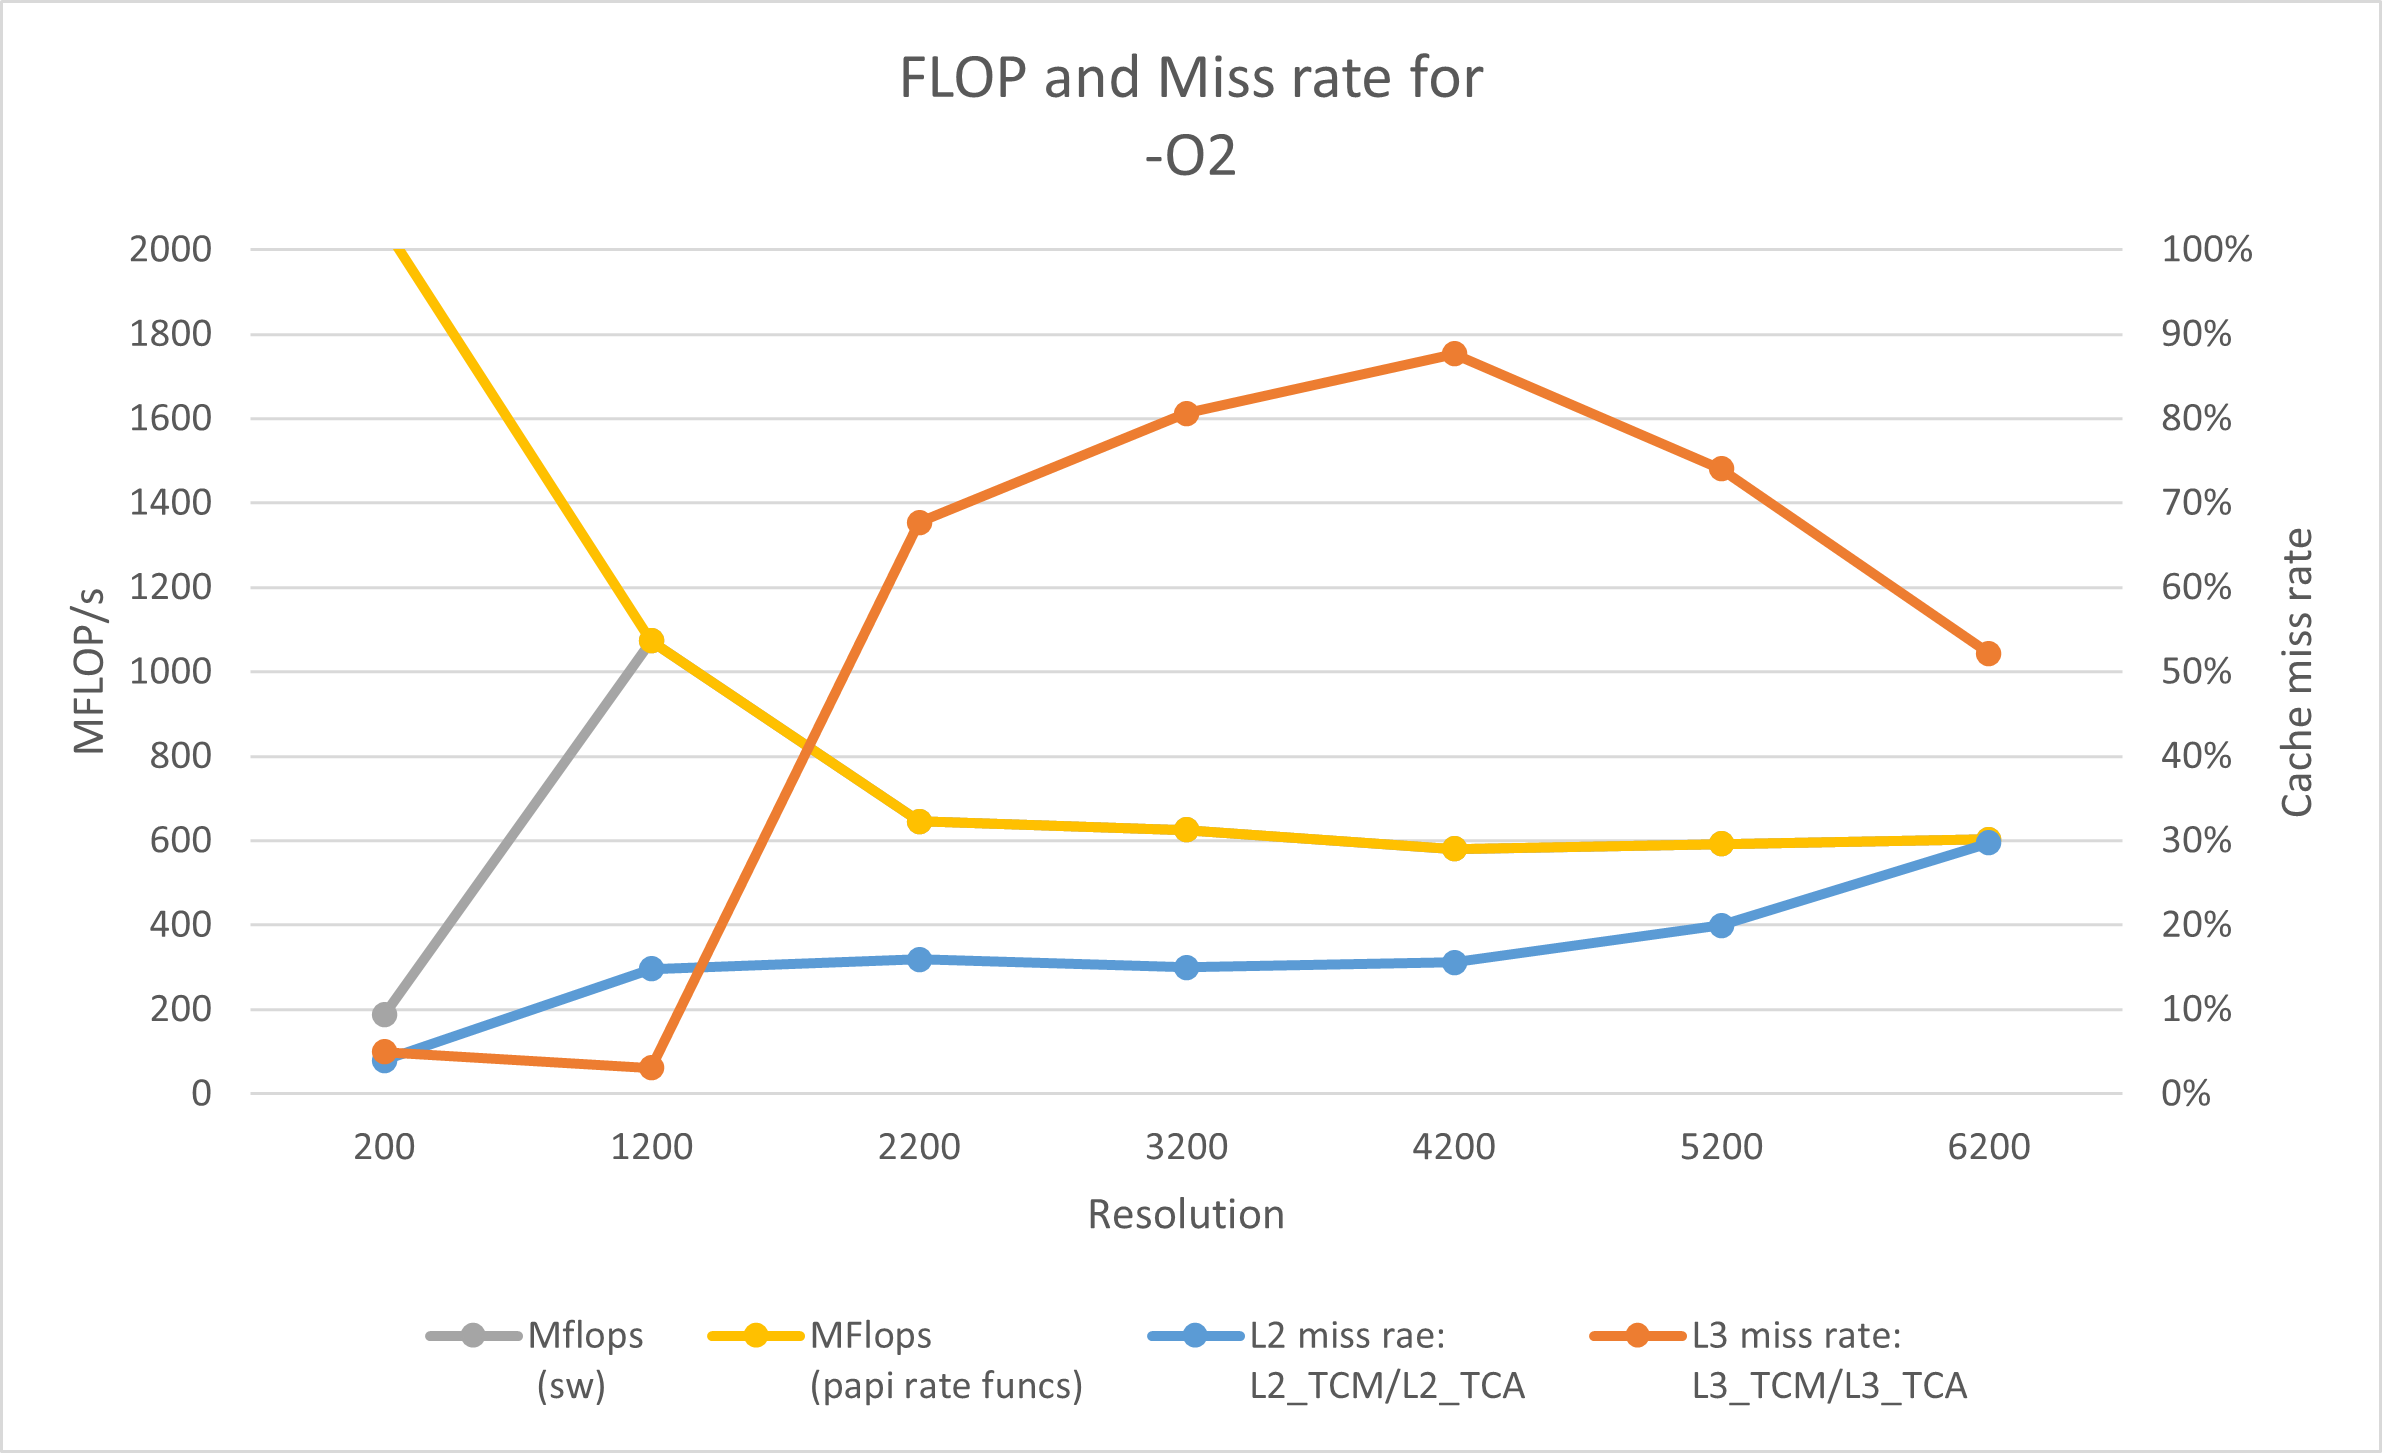 FLOP and Miss rate for
-O2
2000
1800
1600
1400
1200
1000
800
600
400
200
0
MFLOP/s
100%
90%
80%
70%
60%
50%
40%
30%
20%
10%
0%
Cache miss rate
200 1200 2200 3200 4200 5200 6200
Resolution
Mflops
(sw)
MFlops
(papi rate funcs)
L2 miss rae:
L2_TCM/L2_TCA
L3 miss rate:
L3_TCM/L3_TCA